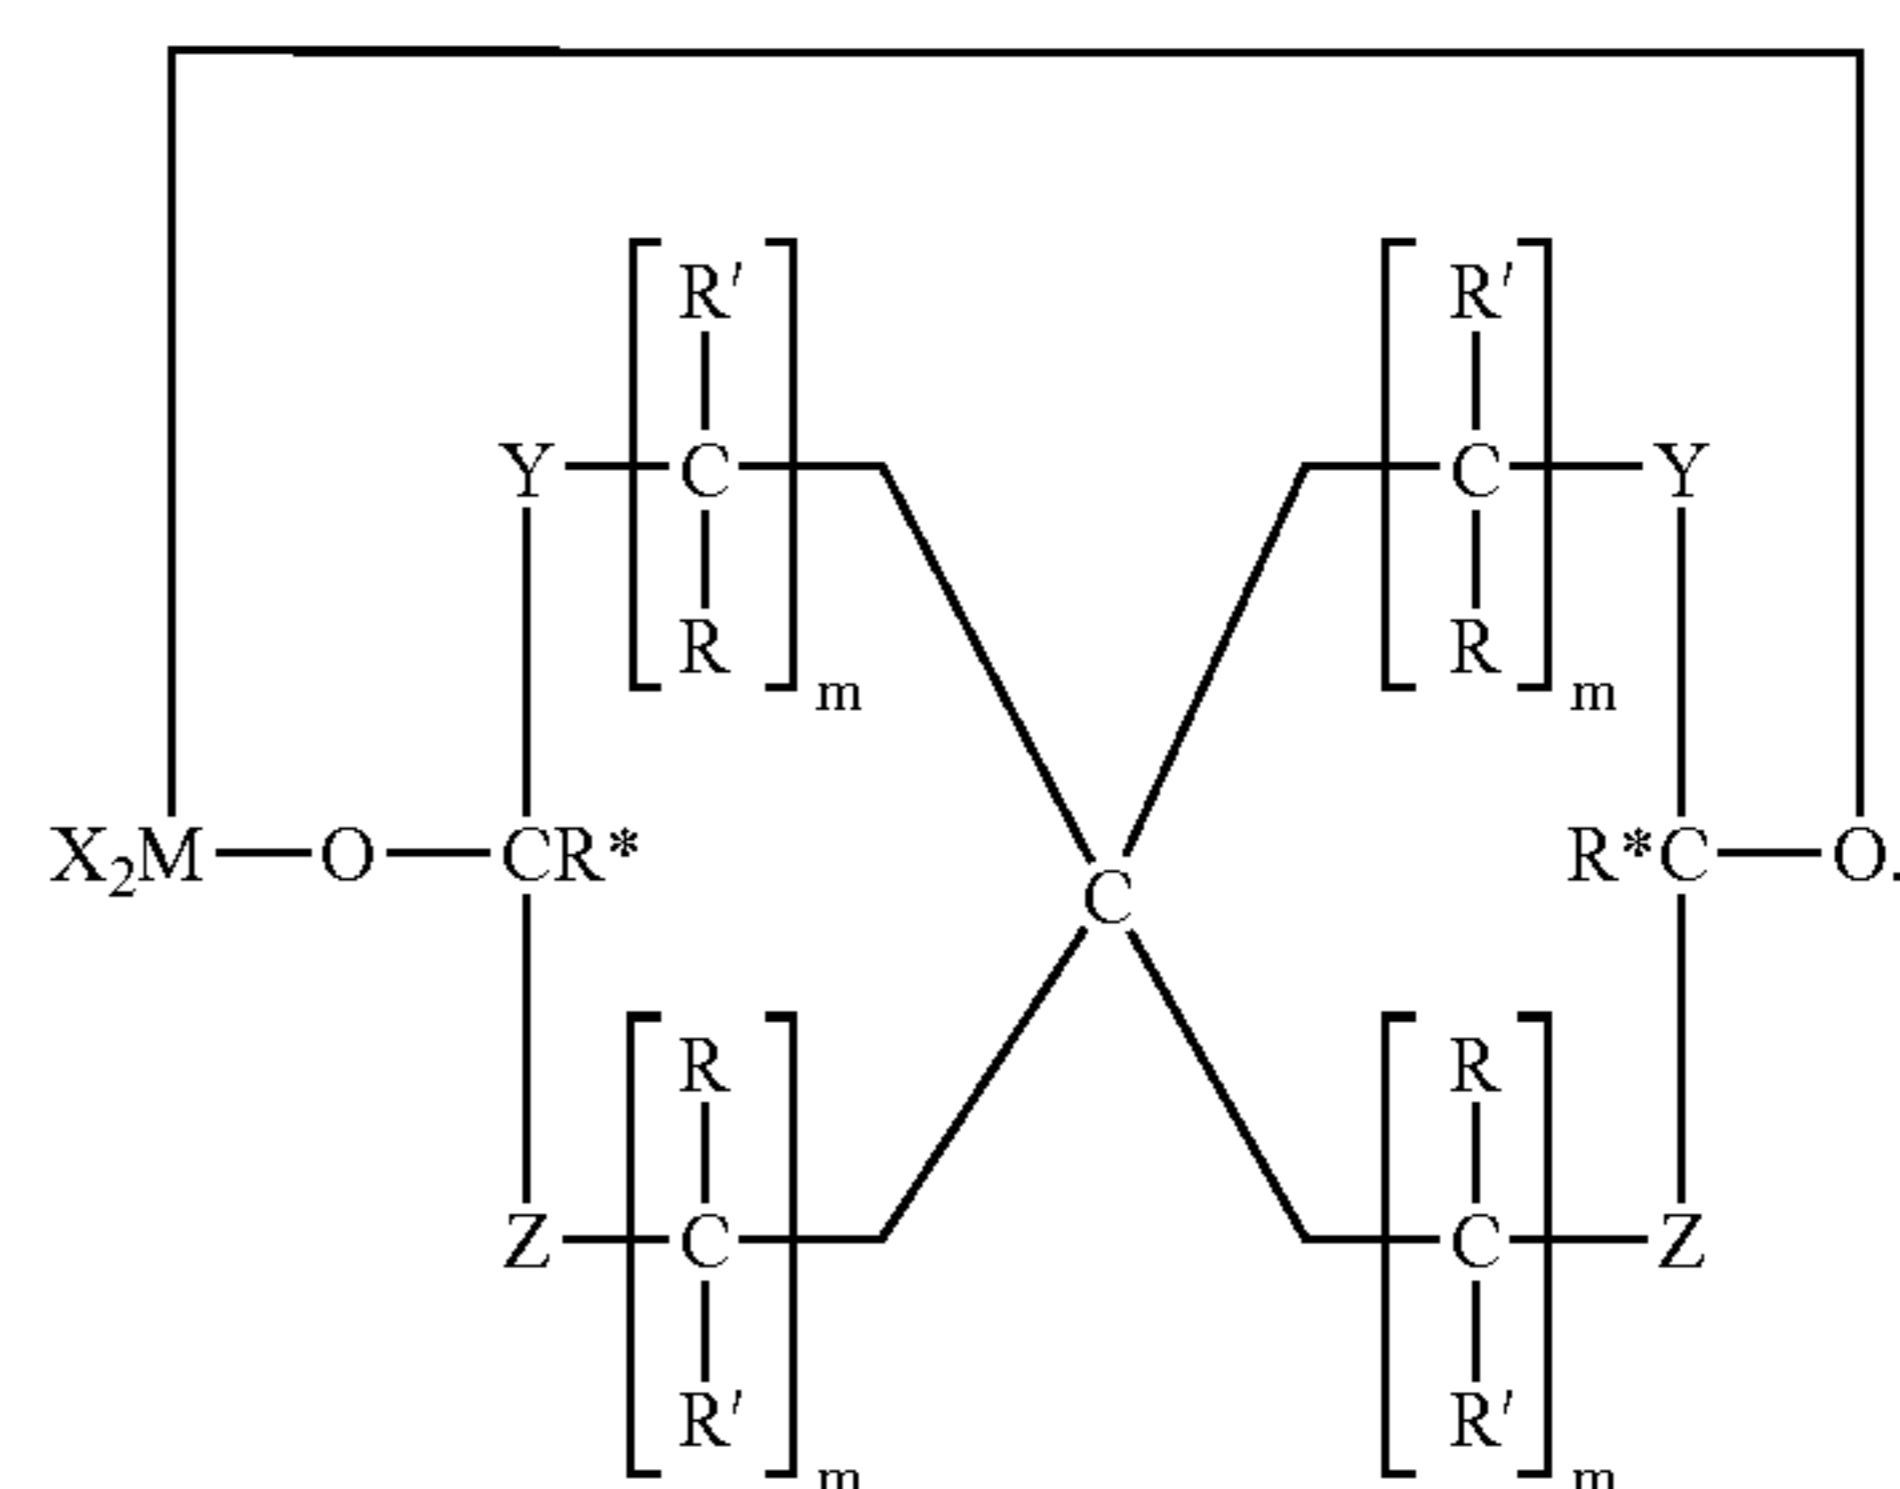 R′ R′
Y C C Y
R R
m m
X₂M O CR* R*C O.
C
R R
Z C C Z
R′ R′
m m